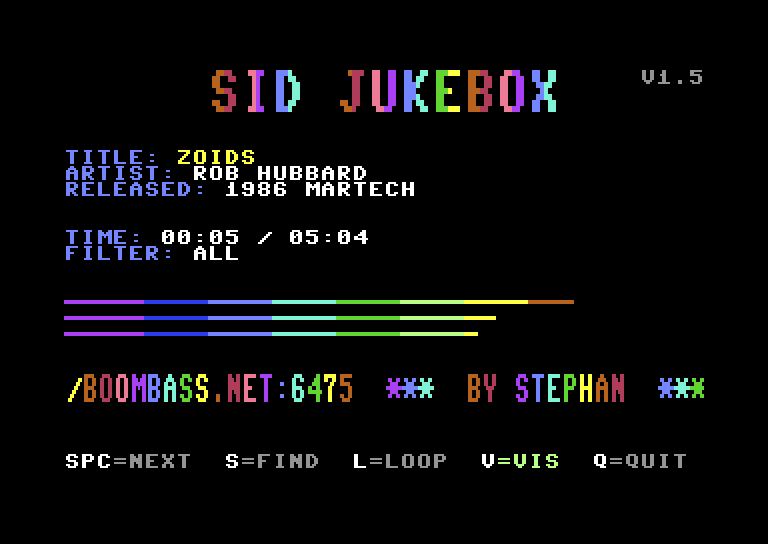 SID JUKEBOX V1.5
TITLE: ZOIDS
ARTIST: ROB HUBBARD
RELEASED: 1986 MARTECH
TIME: 00:05 / 05:04
FILTER: ALL
/BOOMBASS.NET:6475 *** BY STEPHAN ***
SPC=NEXT S=FIND L=LOOP V=VIS Q=QUIT